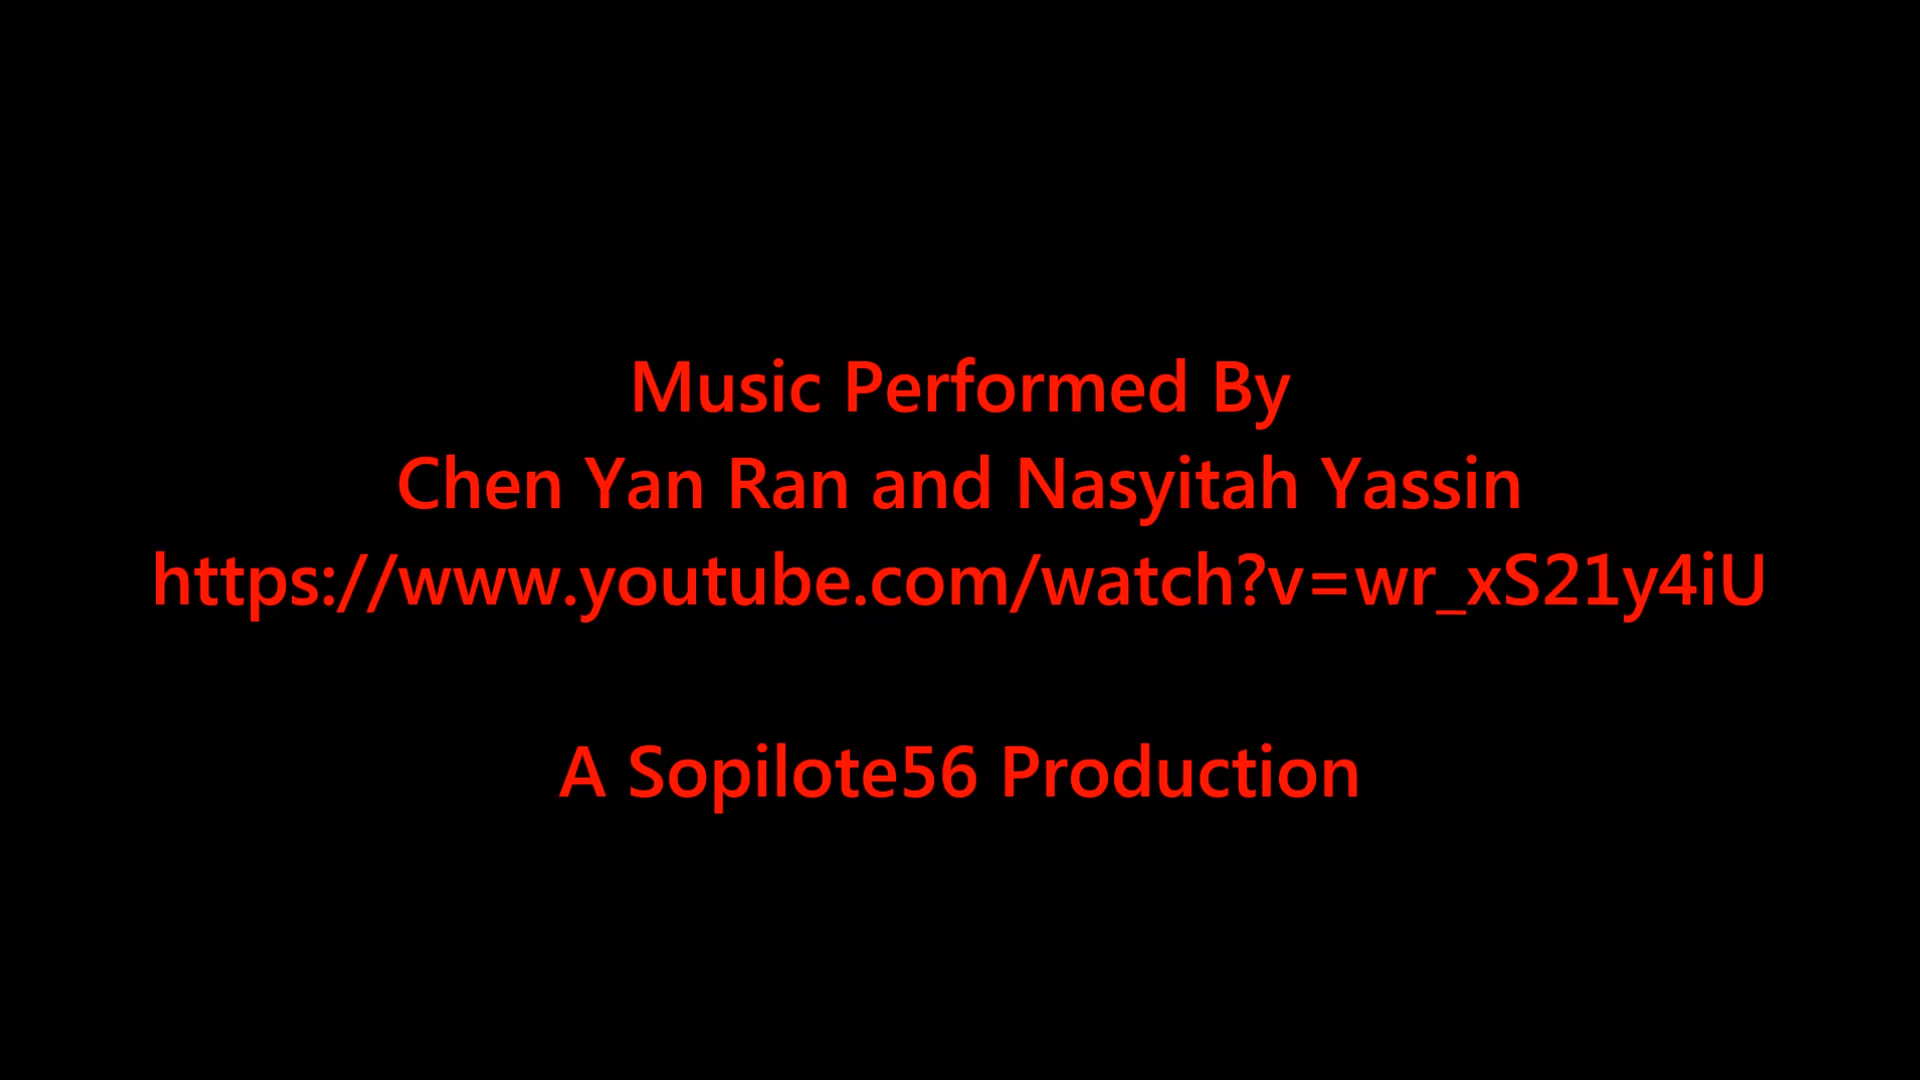 Music Performed By
Chen Yan Ran and Nasyitah Yassin
https://www.youtube.com/watch?v=wr_xS21y4iU
A Sopilote56 Production